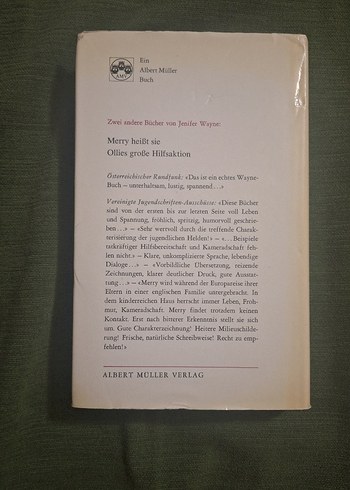 Ein
Albert Müller
Buch
AMV
Zwei andere Bücher von Jenifer Wayne:
Merry heißt sie
Ollies große Hilfsaktion
Österreichischer Rundfunk: «Das ist ein echtes Wayne-
Buch – unterhaltsam, lustig, spannend...»
Vereinigte Jugendschriften-Ausschüsse: «Diese Bücher
sind von der ersten bis zur letzten Seite voll Leben
und Spannung, fröhlich, spritzig, humorvoll geschrie-
ben...» – «Sehr wertvoll durch die treffende Charak-
terisierung der jugendlichen Helden!» – «...Beispiele
tatkräftiger Hilfsbereitschaft und Kameradschaft feh-
len nicht.» – Klare, unkomplizierte Sprache, lebendige
Dialoge...» – «Vorbildliche Übersetzung, reizende
Zeichnungen, klarer deutlicher Druck, gute Ausstat-
tung...» – «Merry wird während der Europareise ihrer
Eltern in einer englischen Familie untergebracht. In
dem kinderreichen Haus herrscht immer Leben, Froh-
mut, Kameradschaft. Merry findet trotzdem keinen
Kontakt. Erst nach bitterer Erkenntnis stellt sie sich
um. Gute Charakterzeichnung! Heitere Milieuschilde-
rung! Frische, natürliche Schreibweise! Recht zu emp-
fehlen!»
ALBERT MÜLLER VERLAG